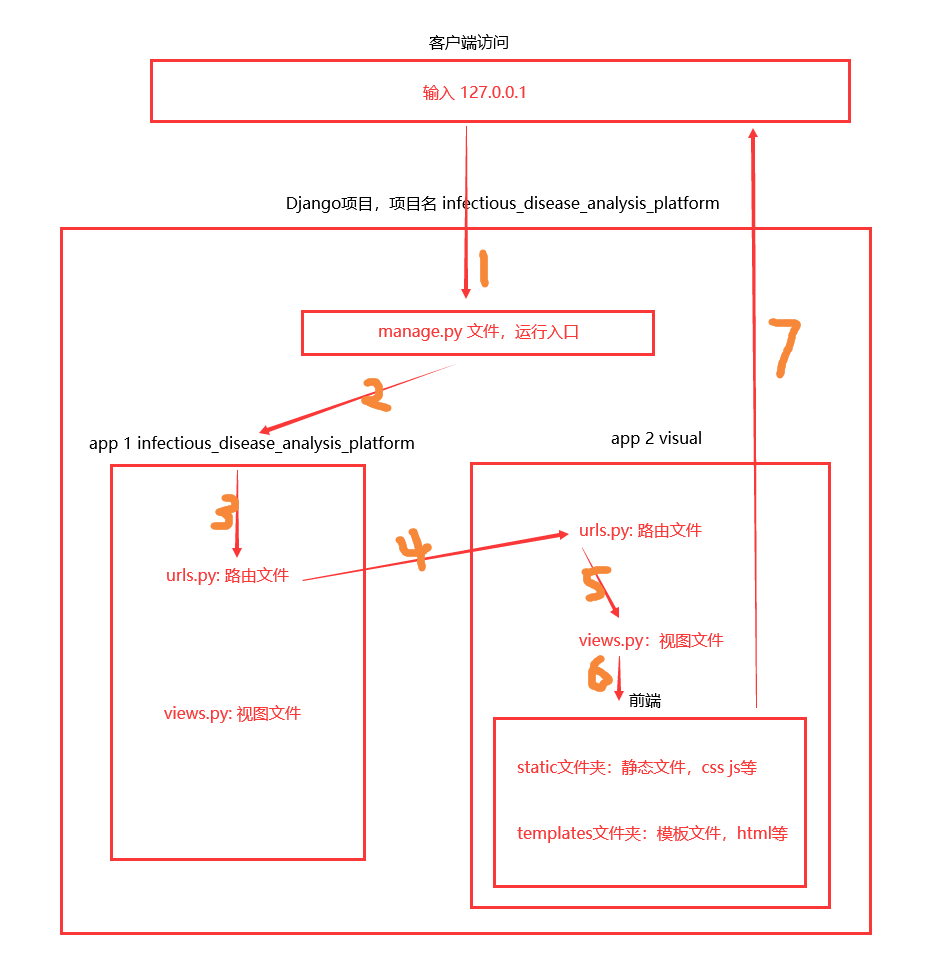 客户端访问
输入 127.0.0.1
Django项目，项目名 infectious_disease_analysis_platform
1
manage.py 文件，运行入口
7
2
app 1 infectious_disease_analysis_platform
app 2 visual
3
4
urls.py: 路由文件
urls.py: 路由文件
5
views.py：视图文件
6
前端
views.py: 视图文件
static文件夹：静态文件，css js等
templates文件夹：模板文件，html等